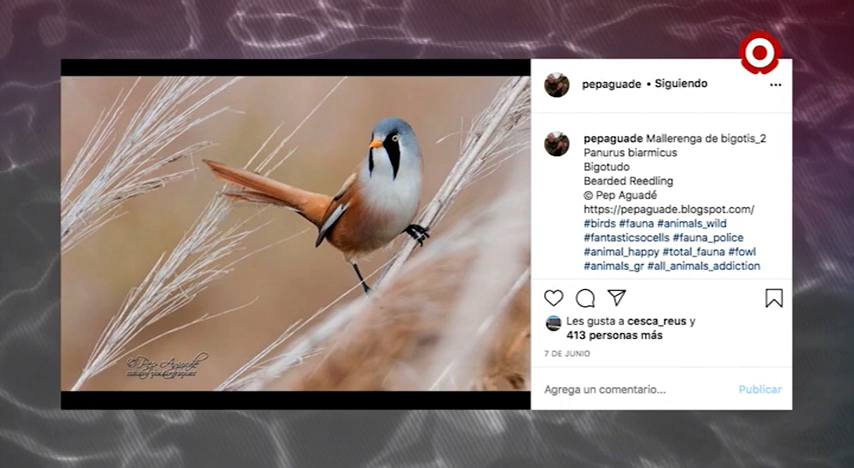 pepaguade • Siguiendo
pepaguade Mallerenga de bigotis_2
Panurus biarmicus
Bigotudo
Bearded Reedling
© Pep Aguadé
https://pepaguade.blogspot.com/
#birds #fauna #animals_wild
#fantasticsocells #fauna_police
#animal_happy #total_fauna #fowl
#animals_gr #all_animals_addiction
Les gusta a cesca_reus y
413 personas más
7 DE JUNIO
Agrega un comentario... Publicar
© Pep Aguadé